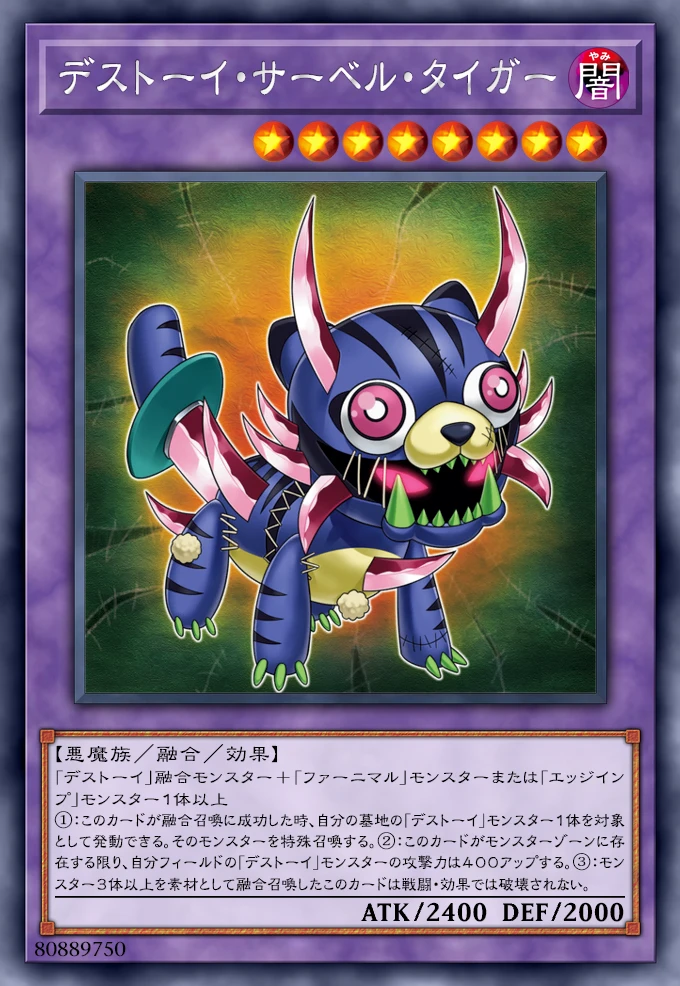 デストーイ・サーベル・タイガー
やみ
闇
【悪魔族／融合／効果】
「デストーイ」融合モンスター＋「ファーニマル」モンスターまたは「エッジイン
プ」モンスター１体以上
①：このカードが融合召喚に成功した時、自分の墓地の「デストーイ」モンスター１体を対象
として発動できる。そのモンスターを特殊召喚する。②：このカードがモンスターゾーンに存
在する限り、自分フィールドの「デストーイ」モンスターの攻撃力は４００アップする。③：モン
スター３体以上を素材として融合召喚したこのカードは戦闘・効果では破壊されない。
ATK/2400 DEF/2000
80889750